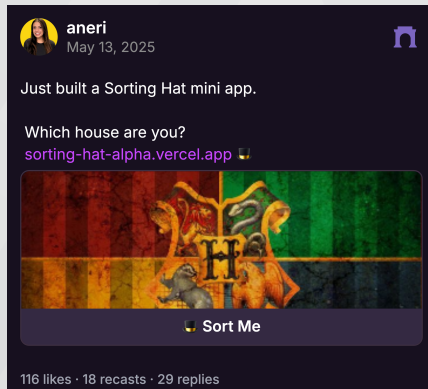 aneri
May 13, 2025
Just built a Sorting Hat mini app.
Which house are you?
sorting-hat-alpha.vercel.app 🎩
H
🎩 Sort Me
116 likes · 18 recasts · 29 replies